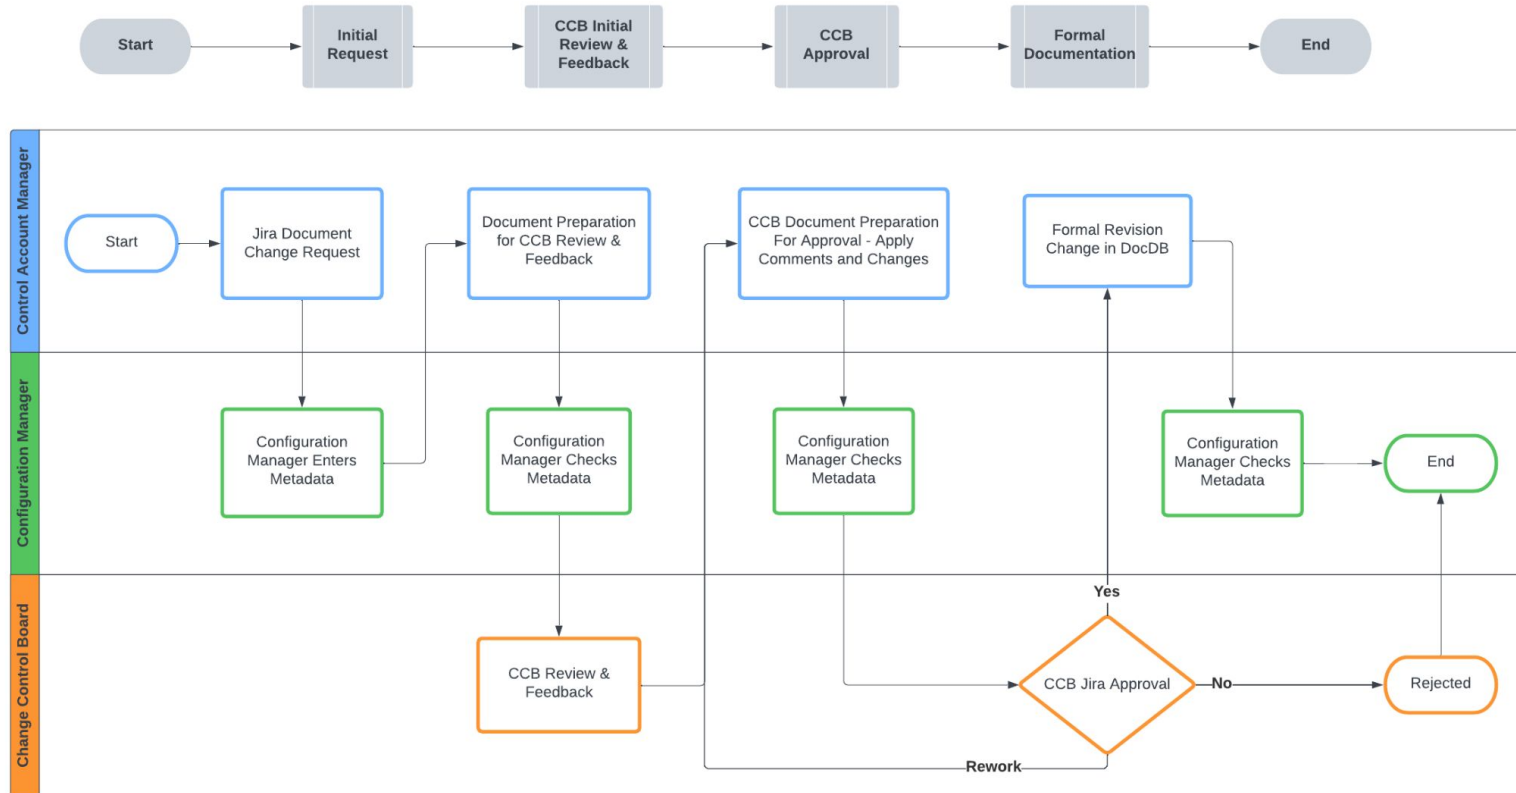 Start
Initial
Request
CCB Initial
Review &
Feedback
CCB
Approval
Formal
Documentation
End
Control Account Manager
Start
Jira Document
Change Request
Document Preparation
for CCB Review &
Feedback
CCB Document Preparation
For Approval - Apply
Comments and Changes
Formal Revision
Change in DocDB
Configuration Manager
Configuration
Manager Enters
Metadata
Configuration
Manager Checks
Metadata
Configuration
Manager Checks
Metadata
Configuration
Manager Checks
Metadata
End
Change Control Board
CCB Review &
Feedback
Yes
CCB Jira Approval
No
Rejected
Rework